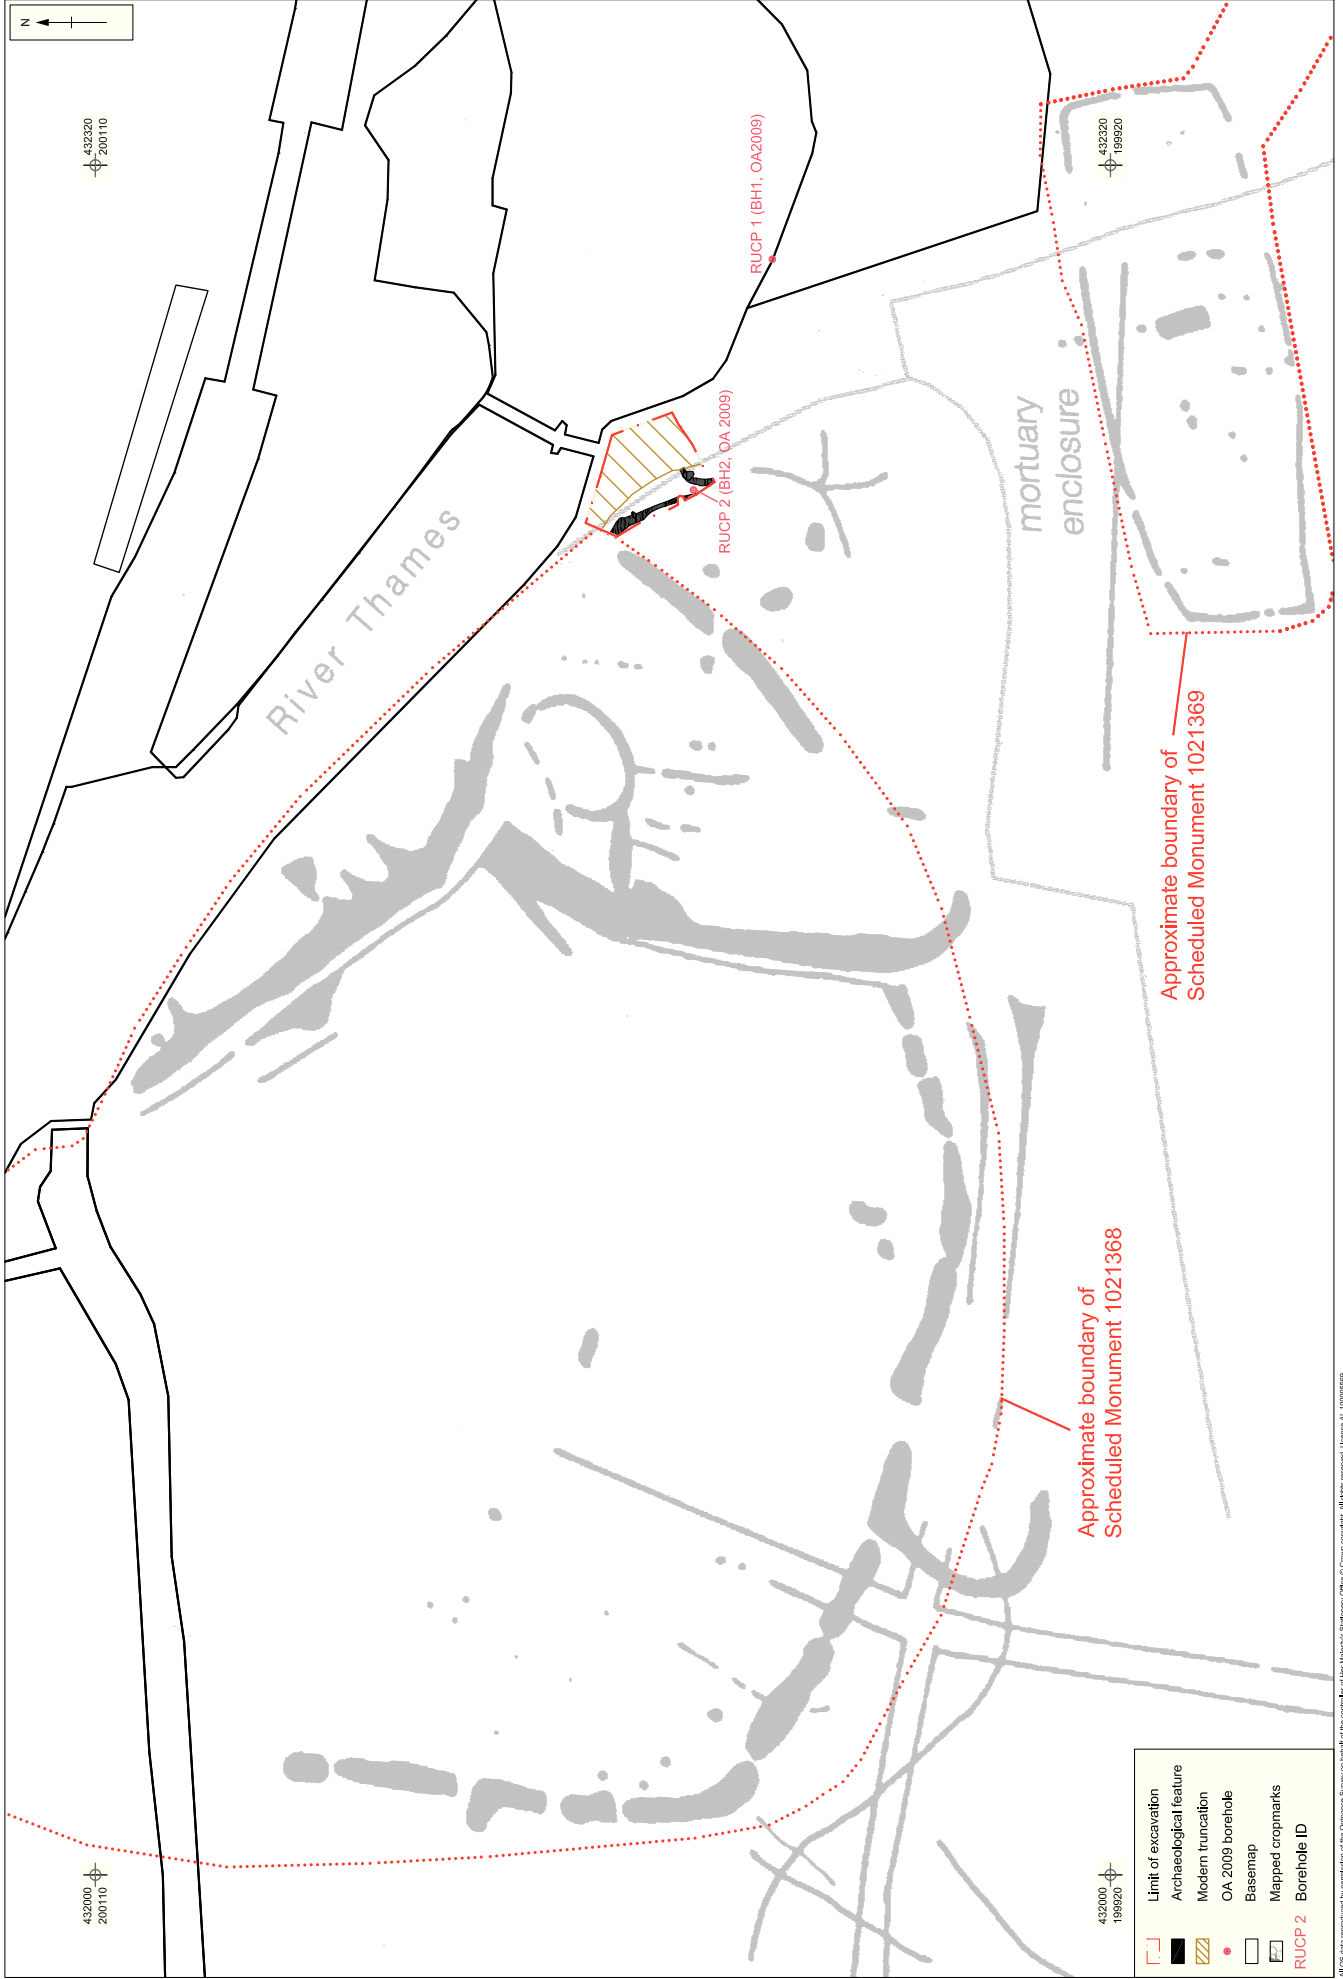 N
432320
200110
432320
199920
RUCP 1 (BH1, OA2009)
RUCP 2 (BH2, OA 2009)
River Thames
mortuary
enclosure
Approximate boundary of
Scheduled Monument 1021369
Approximate boundary of
Scheduled Monument 1021368
432000
200110
432000
199920
Limit of excavation
Archaeological feature
Modern truncation
OA 2009 borehole
Basemap
Mapped cropmarks
RUCP 2 Borehole ID